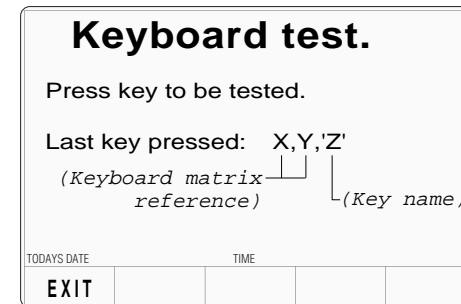 Keyboard test.
Press key to be tested.
Last key pressed: X,Y,'Z'
(Keyboard matrix
reference)
(Key name)
TODAYS DATE TIME
EXIT